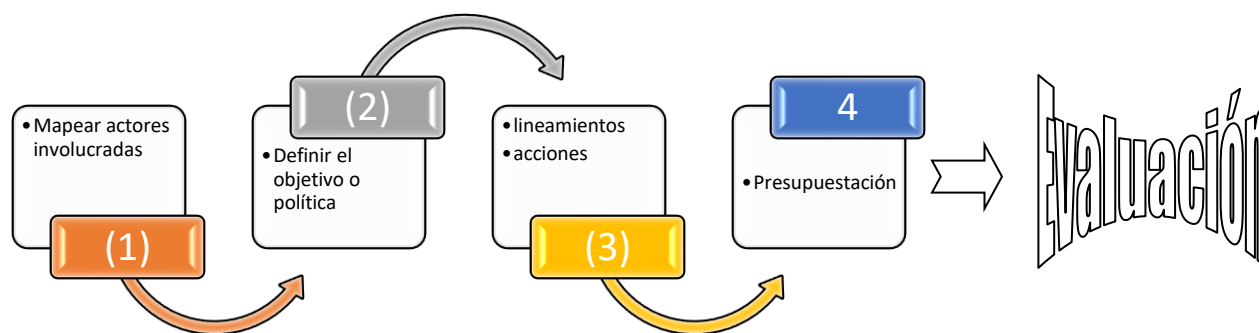 • Mapear actores
involucradas
(1)
(2)
• Definir el
objetivo o
política
• lineamientos
• acciones
(3)
4
• Presupuestación
Evaluación